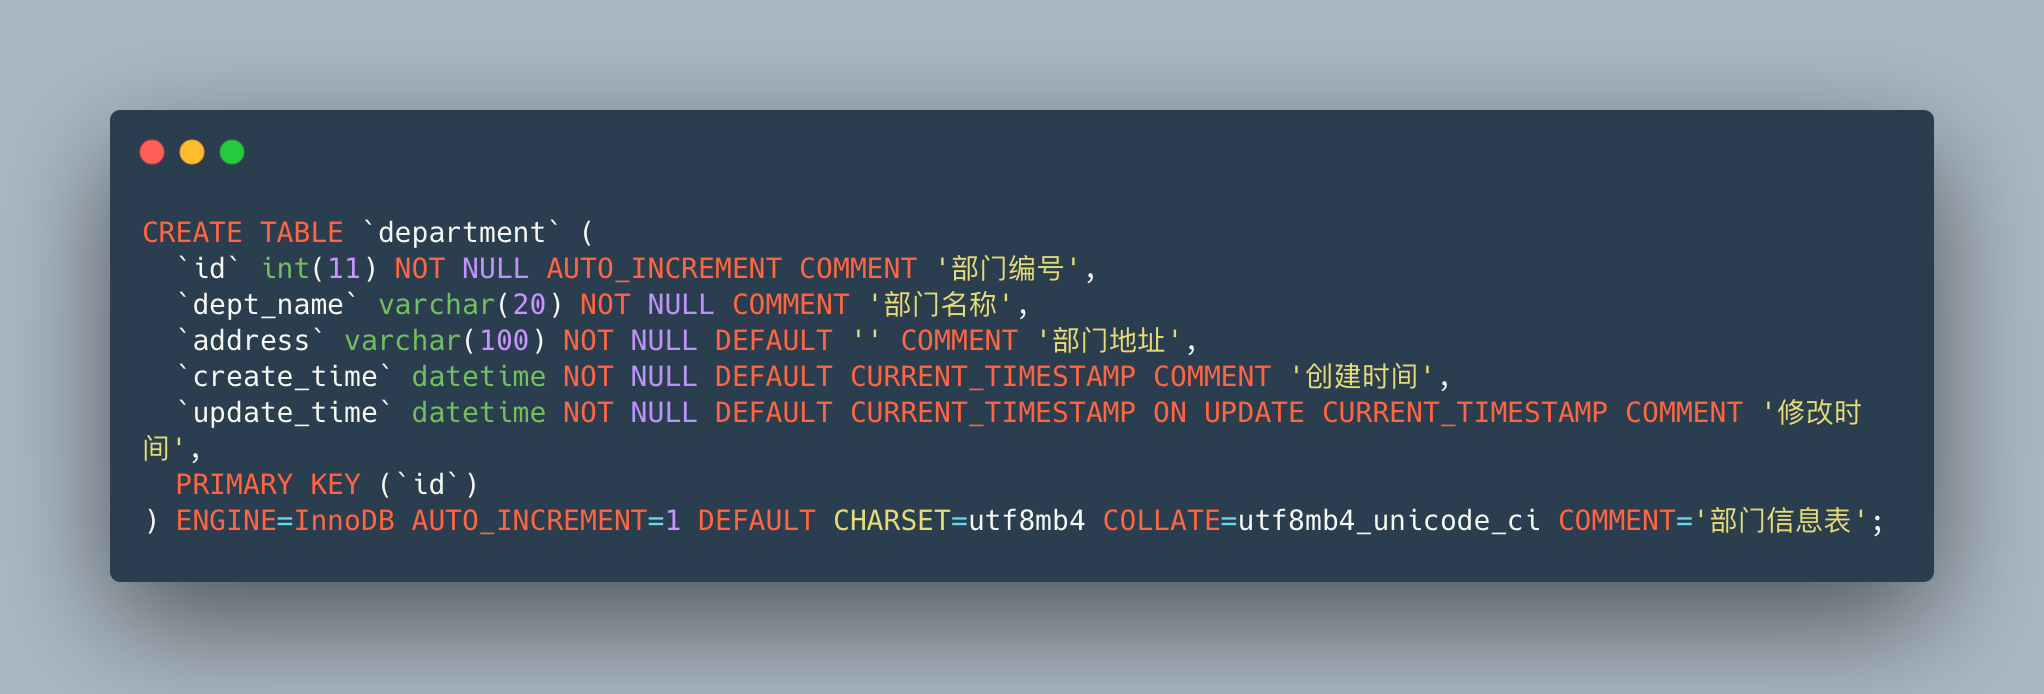 CREATE TABLE `department` (
  `id` int(11) NOT NULL AUTO_INCREMENT COMMENT '部门编号',
  `dept_name` varchar(20) NOT NULL COMMENT '部门名称',
  `address` varchar(100) NOT NULL DEFAULT '' COMMENT '部门地址',
  `create_time` datetime NOT NULL DEFAULT CURRENT_TIMESTAMP COMMENT '创建时间',
  `update_time` datetime NOT NULL DEFAULT CURRENT_TIMESTAMP ON UPDATE CURRENT_TIMESTAMP COMMENT '修改时
间',
  PRIMARY KEY (`id`)
) ENGINE=InnoDB AUTO_INCREMENT=1 DEFAULT CHARSET=utf8mb4 COLLATE=utf8mb4_unicode_ci COMMENT='部门信息表';